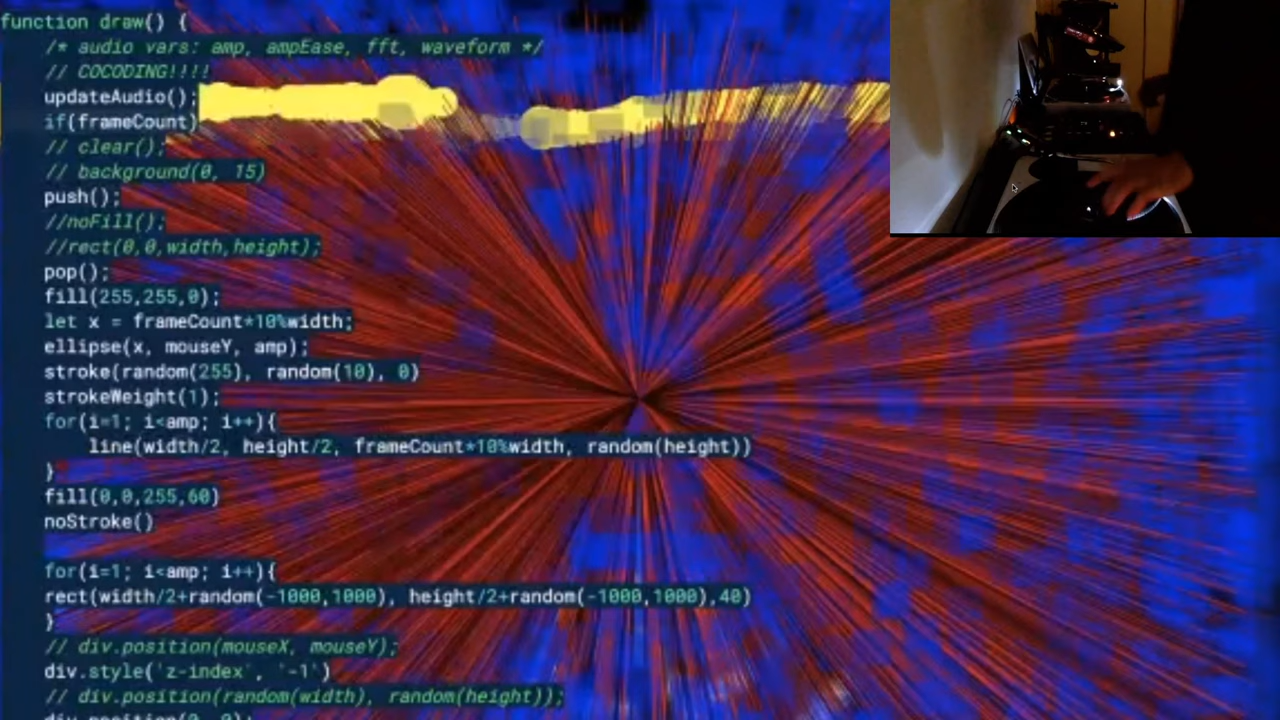 function draw() {
/* audio vars: amp, ampEase, fft, waveform */
// COCODING!!!!
updateAudio();
if(frameCount)
// clear();
// background(0, 15)
push();
//noFill();
//rect(0,0,width,height);
pop();
fill(255,255,0);
let x = frameCount*10%width;
ellipse(x, mouseY, amp);
stroke(random(255), random(10), 0)
strokeWeight(1);
for(i=1; i<amp; i++){
line(width/2, height/2, frameCount*10%width, random(height))
}
fill(0,0,255,60)
noStroke()
for(i=1; i<amp; i++){
rect(width/2+random(-1000,1000), height/2+random(-1000,1000),40)
}
// div.position(mouseX, mouseY);
div.style('z-index', '-1')
// div.position(random(width), random(height));
div.position(0, 0);